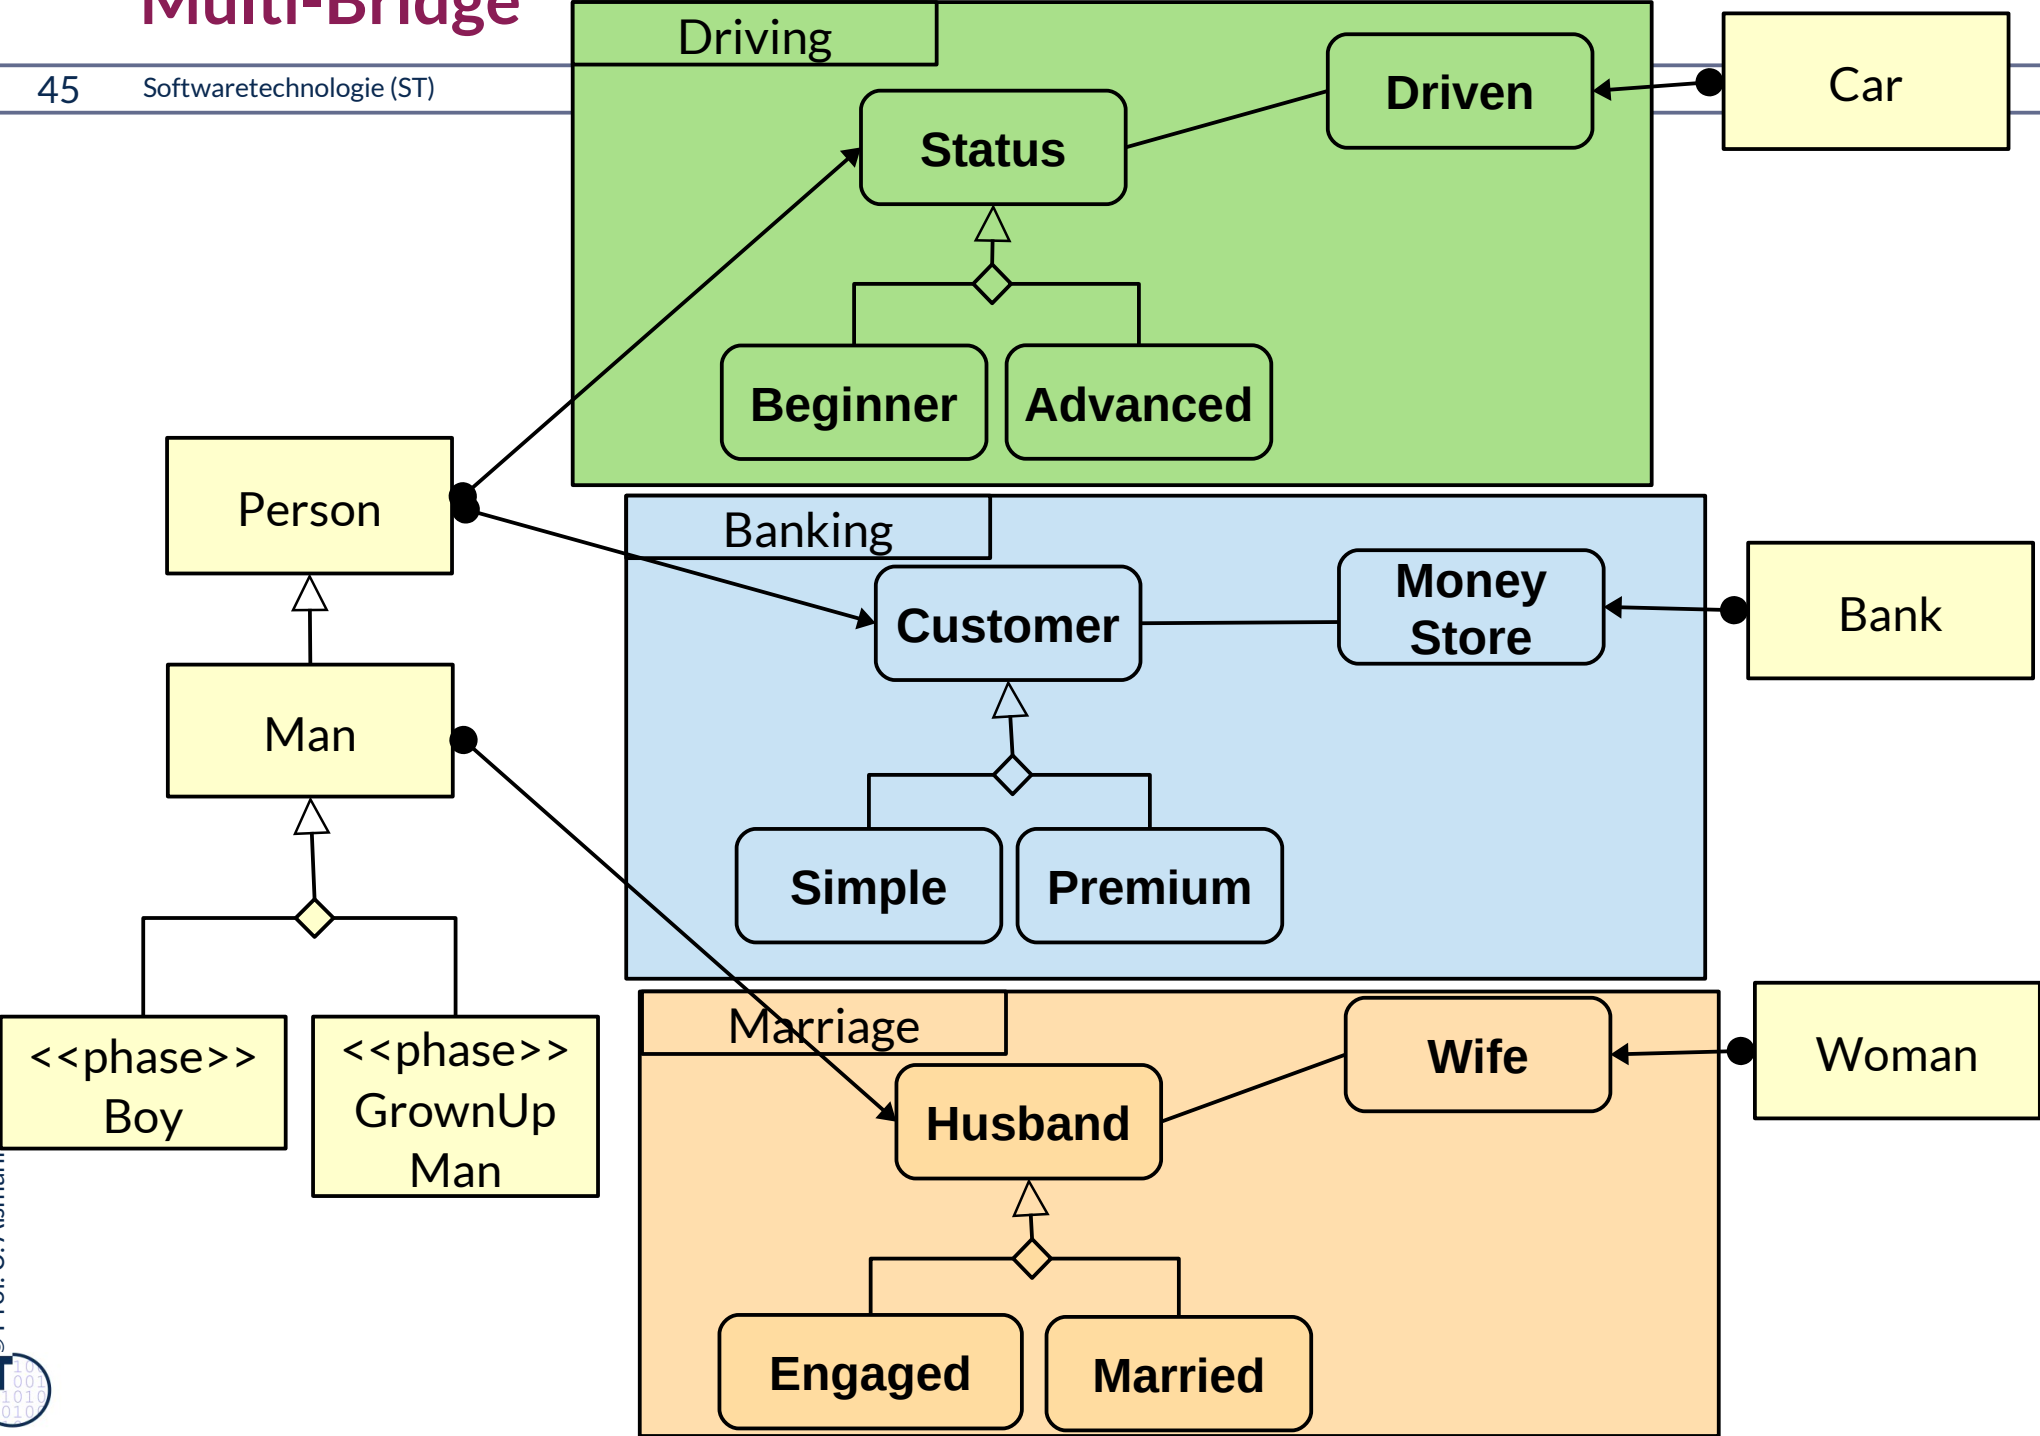 Multi-Bridge
45
Softwaretechnologie (ST)
Driving
Driven
Car
Status
Beginner
Advanced
Person
Banking
Customer
Money
Store
Bank
Man
Simple
Premium
<<phase>>
Boy
<<phase>>
GrownUp
Man
Marriage
Husband
Wife
Woman
Engaged
Married